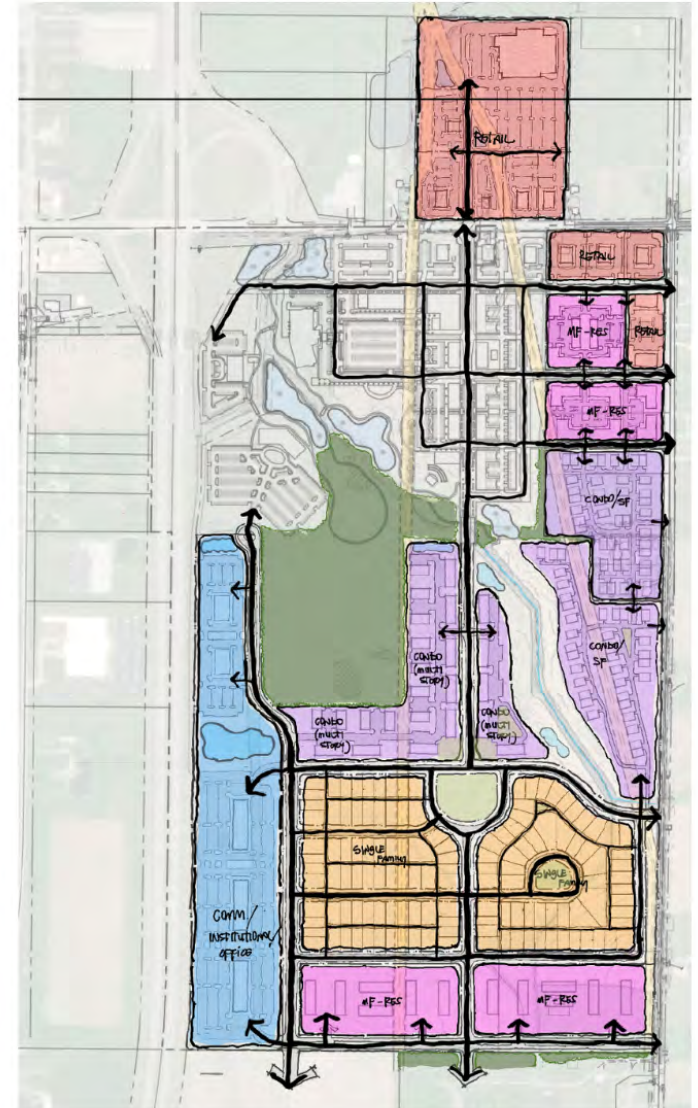 RETAIL
RETAIL
MF-RES
RETAIL
MF-RES
CONDO/SF
CONDO/
SF
CONDO
(MULTI
STORY)
CONDO
(MULTI
STORY)
CONDO
(MULTI
STORY)
SINGLE
FAMILY
SINGLE
FAMILY
COMM/
INSTITUTIONAL/
OFFICE
MF-RES
MF-RES